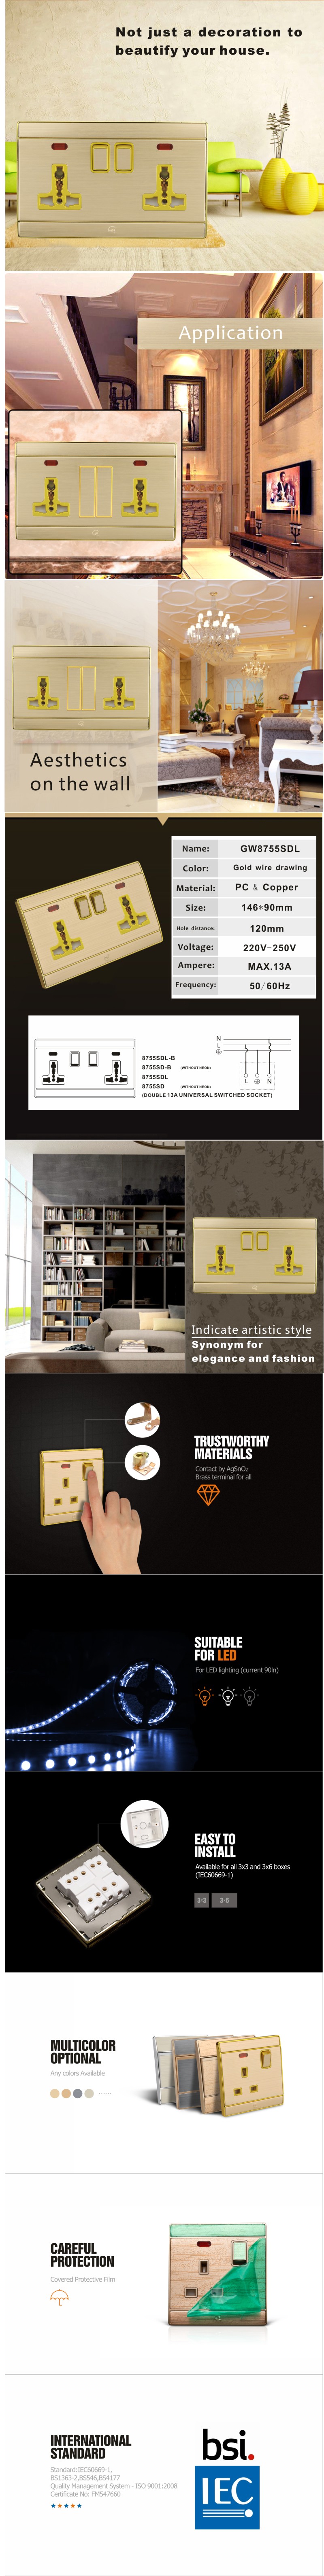 Not just a decoration to
beautify your house.
Application
Aesthetics
on the wall
Name: GW8755SDL
Color: Gold wire drawing
Material: PC & Copper
Size: 146*90mm
Hole distance: 120mm
Voltage: 220V-250V
Ampere: MAX.13A
Frequency: 50/60Hz
N
L
8755SDL-B
8755SD-B (WITHOUT NEON)
8755SDL
8755SD (WITHOUT NEON)
L N
(DOUBLE 13A UNIVERSAL SWITCHED SOCKET)
Indicate artistic style
Synonym for
elegance and fashion
TRUSTWORTHY
MATERIALS
Contact by AgSnO2
Brass terminal for all
SUITABLE
FOR LED
For LED lighting (current 90In)
EASY TO
INSTALL
Available for all 3x3 and 3x6 boxes
(IEC60669-1)
3×3 3×6
MULTICOLOR
OPTIONAL
Any colors Available
CAREFUL
PROTECTION
Covered Protective Film
INTERNATIONAL
STANDARD
Standard:IEC60669-1,
BS1363-2,BS546,BS4177
Quality Management System - ISO 9001:2008
Certificate No: FM547660
bsi.
IEC